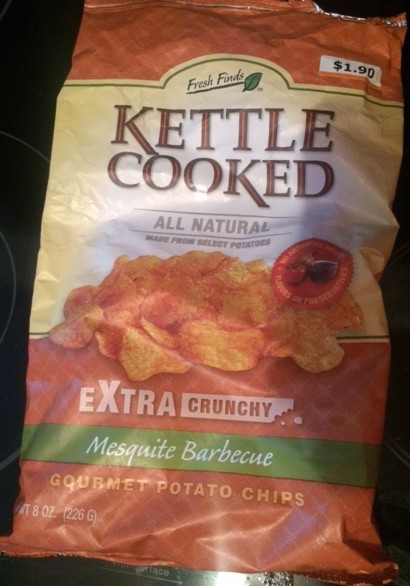 Fresh Finds
$1.90
KETTLE
COOKED
ALL NATURAL
MADE FROM SELECT POTATOES
EXTRA CRUNCHY
Mesquite Barbecue
GOURMET POTATO CHIPS
WT 8 OZ. (226 G)